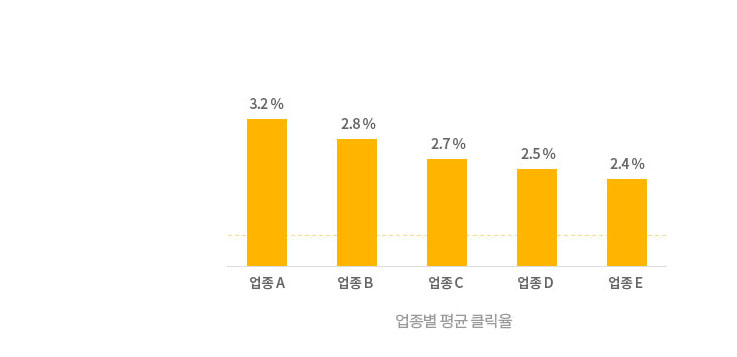 3.2 %
2.8 %
2.7 %
2.5 %
2.4 %
업종 A
업종 B
업종 C
업종 D
업종 E
업종별 평균 클릭율